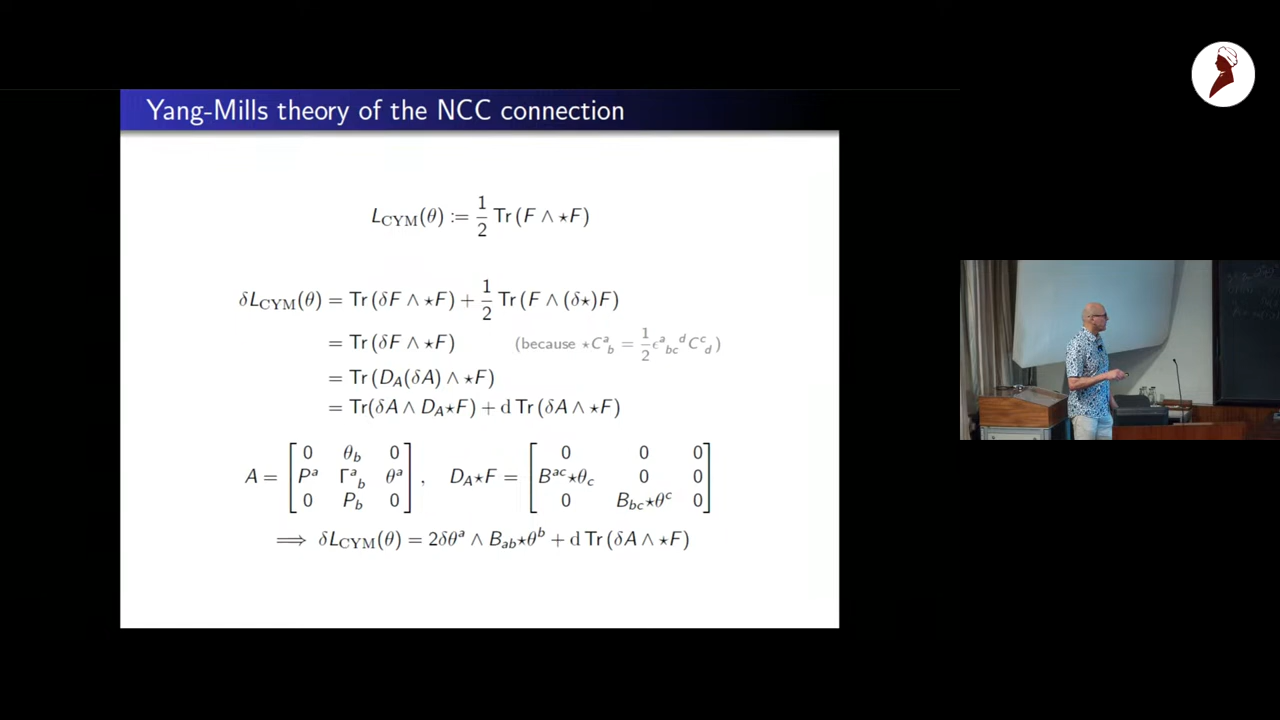 Yang-Mills theory of the NCC connection
L_CYM(θ) := 1/2 Tr(F ∧ ⋆F)
δL_CYM(θ) = Tr(δF ∧ ⋆F) + 1/2 Tr(F ∧ (δ⋆)F)
= Tr(δF ∧ ⋆F) (because ⋆C^a_b = 1/2 ϵ^a_bc^d C^c_d)
= Tr(D_A(δA) ∧ ⋆F)
= Tr(δA ∧ D_A⋆F) + d Tr(δA ∧ ⋆F)
A = [0 θ_b 0; P^a Γ^a_b θ^a; 0 P_b 0], D_A⋆F = [0 0 0; B^ac⋆θ_c 0 0; 0 B_bc⋆θ^c 0]
⟹ δL_CYM(θ) = 2δθ^a ∧ B_ab⋆θ^b + d Tr(δA ∧ ⋆F)